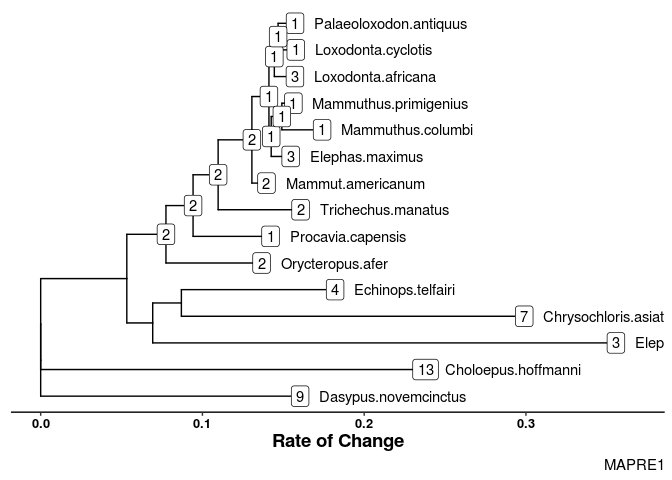 1 Palaeoloxodon.antiquus
1
1 Loxodonta.cyclotis
1
3 Loxodonta.africana
1
1 Mammuthus.primigenius
1
1 Mammuthus.columbi
1
2
3 Elephas.maximus
2
2 Mammut.americanum
2
2 Trichechus.manatus
2
1 Procavia.capensis
2 Orycteropus.afer
4 Echinops.telfairi
7 Chrysochloris.asiat
3 Elep
13 Choloepus.hoffmanni
9 Dasypus.novemcinctus
0.0 0.1 0.2 0.3
Rate of Change
MAPRE1